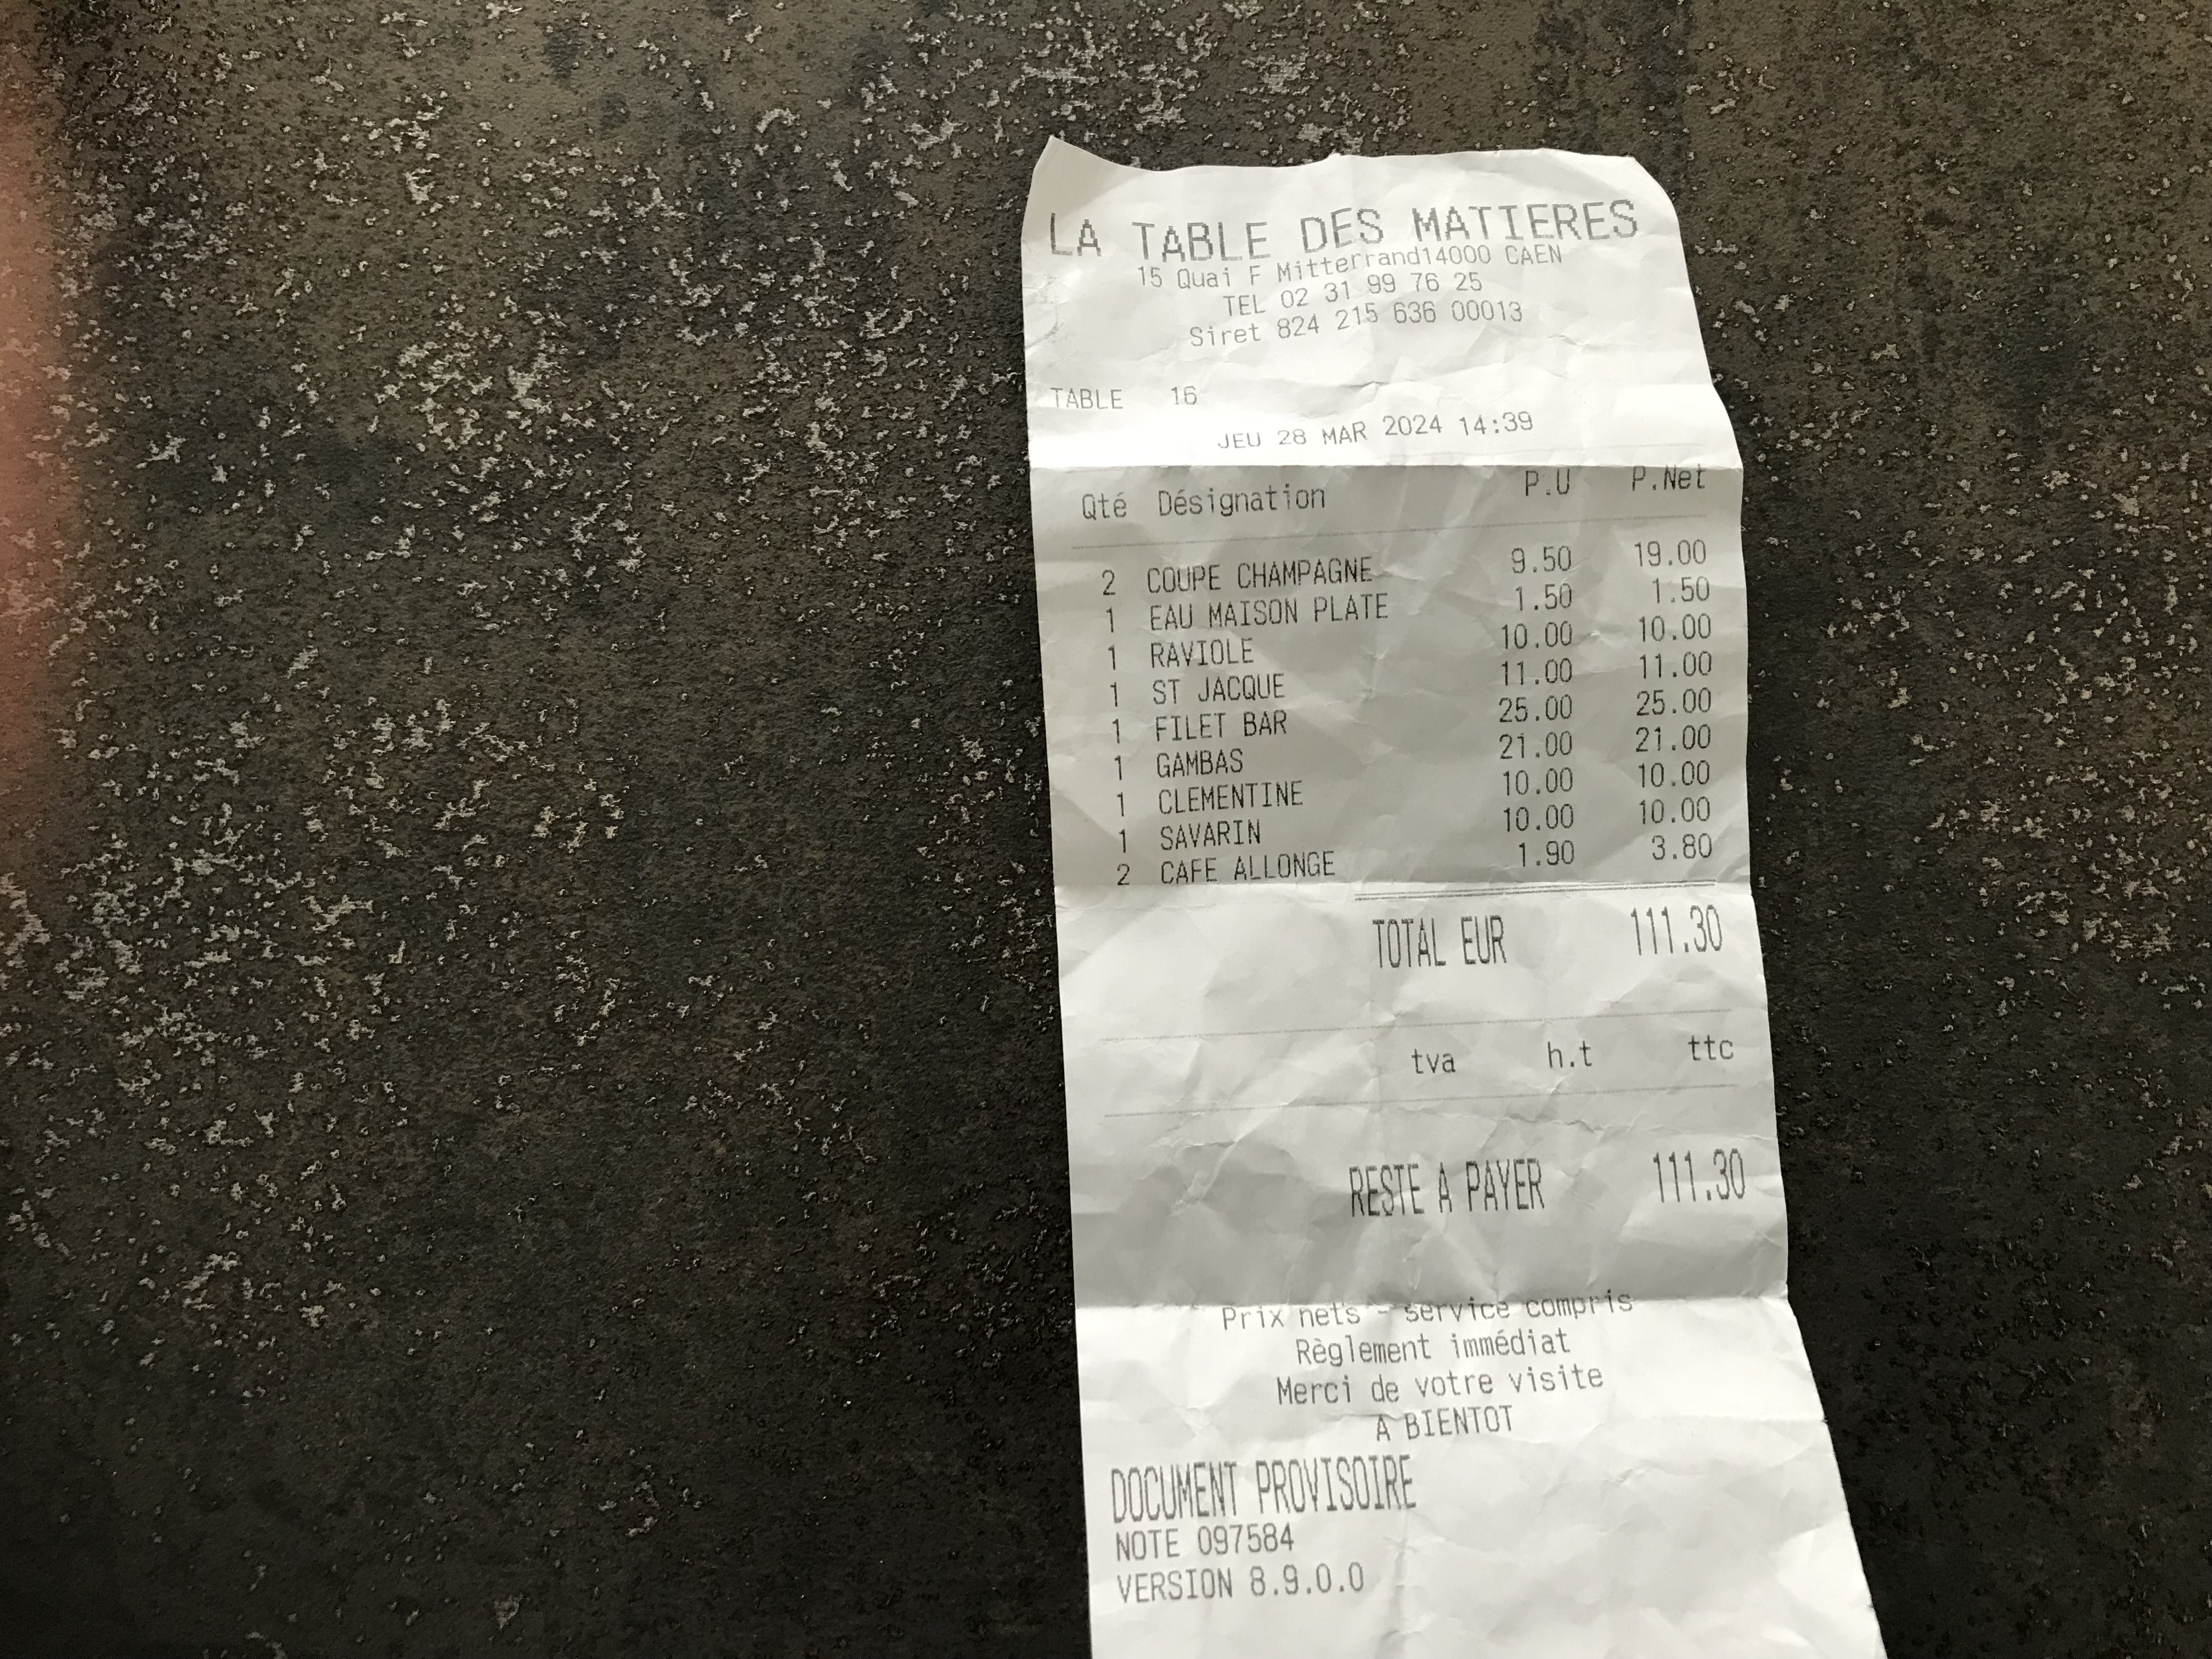 LA TABLE DES MATIERES
15 Quai F Mitterrand14000 CAEN
TEL 02 31 99 76 25
Siret 824 215 636 00013
TABLE 16
JEU 28 MAR 2024 14:39
Qté Désignation P.U P.Net
2 COUPE CHAMPAGNE 9.50 19.00
1 EAU MAISON PLATE 1.50 1.50
1 RAVIOLE 10.00 10.00
1 ST JACQUE 11.00 11.00
1 FILET BAR 25.00 25.00
1 GAMBAS 21.00 21.00
1 CLEMENTINE 10.00 10.00
1 SAVARIN 10.00 10.00
2 CAFE ALLONGE 1.90 3.80
TOTAL EUR 111.30
tva h.t ttc
RESTE A PAYER 111.30
Prix nets - service compris
Règlement immédiat
Merci de votre visite
A BIENTOT
DOCUMENT PROVISOIRE
NOTE 097584
VERSION 8.9.0.0